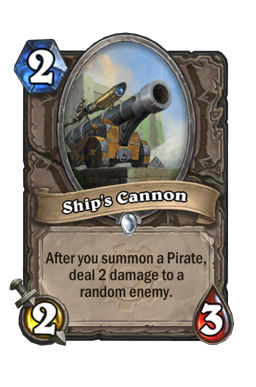 2
Ship's Cannon
After you summon a Pirate,
deal 2 damage to a
random enemy.
2
3